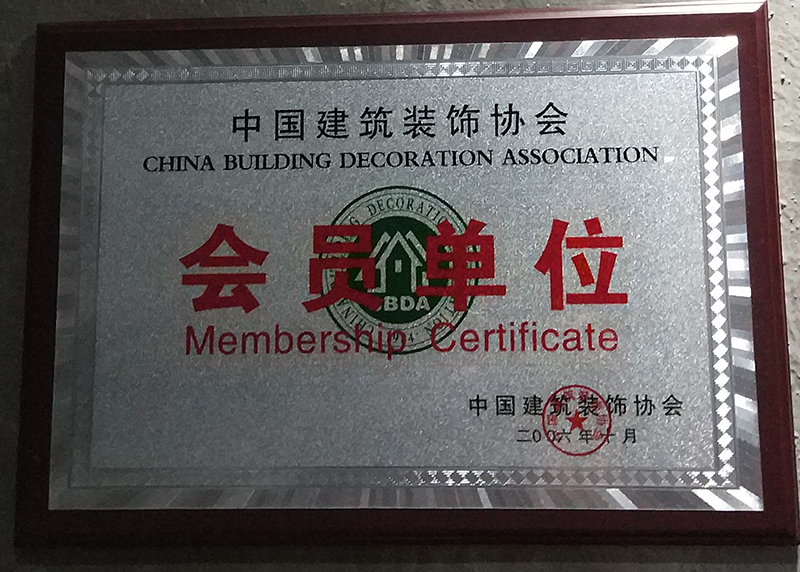 中国建筑装饰协会
CHINA BUILDING DECORATION ASSOCIATION
会员单位
Membership Certificate
CBDA
中国建筑装饰协会
二00六年十月